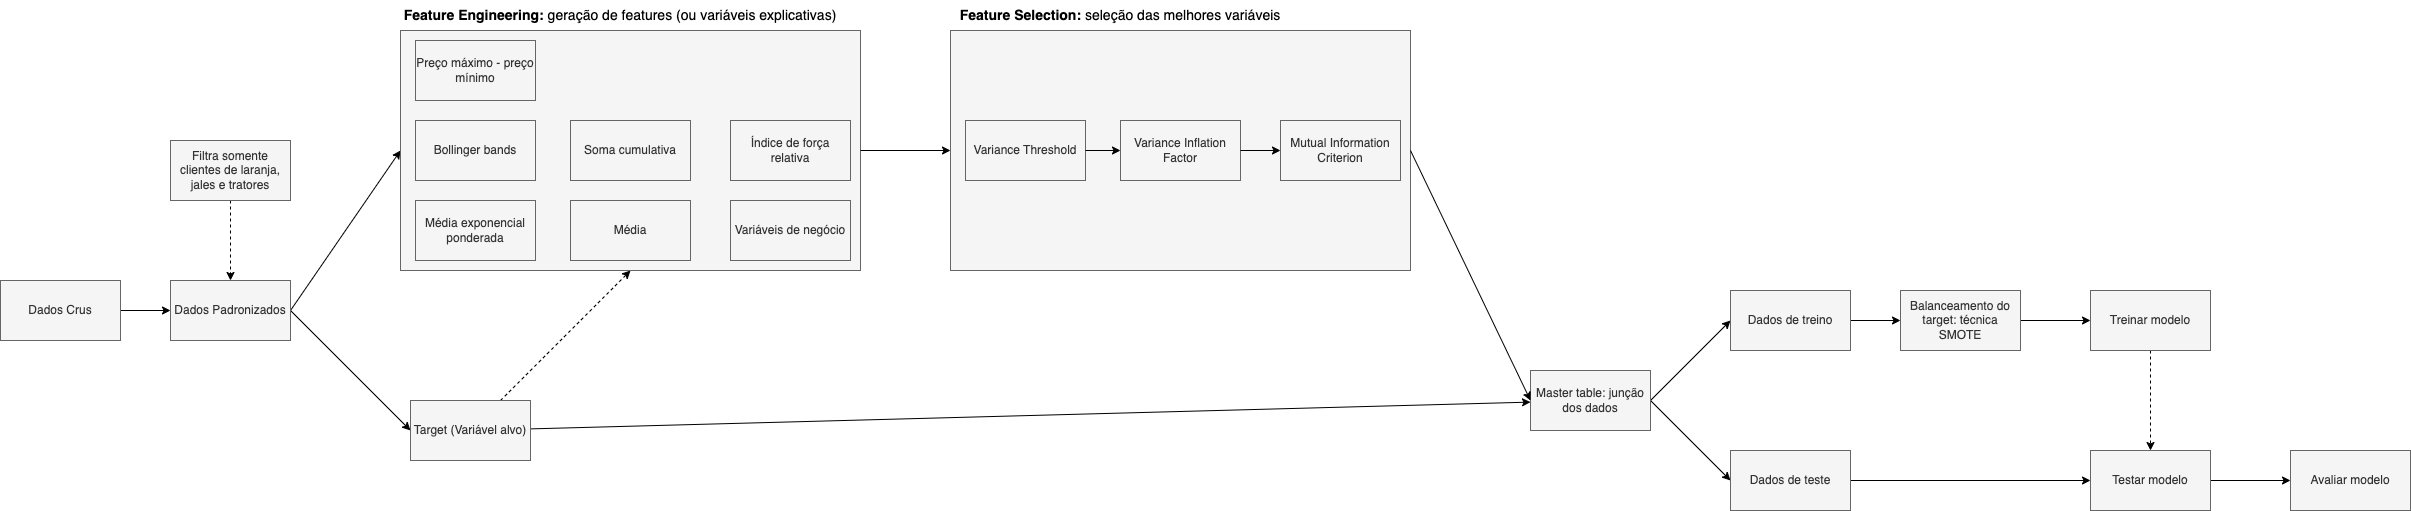 Feature Engineering: geração de features (ou variáveis explicativas)
Feature Selection: seleção das melhores variáveis
Preço máximo - preço
mínimo
Bollinger bands
Soma cumulativa
Índice de força
relativa
Média exponencial
ponderada
Média
Variáveis de negócio
Variance Threshold
Variance Inflation
Factor
Mutual Information
Criterion
Filtra somente
clientes de laranja,
jales e tratores
Dados Crus
Dados Padronizados
Target (Variável alvo)
Master table: junção
dos dados
Dados de treino
Balanceamento do
target: técnica
SMOTE
Treinar modelo
Dados de teste
Testar modelo
Avaliar modelo